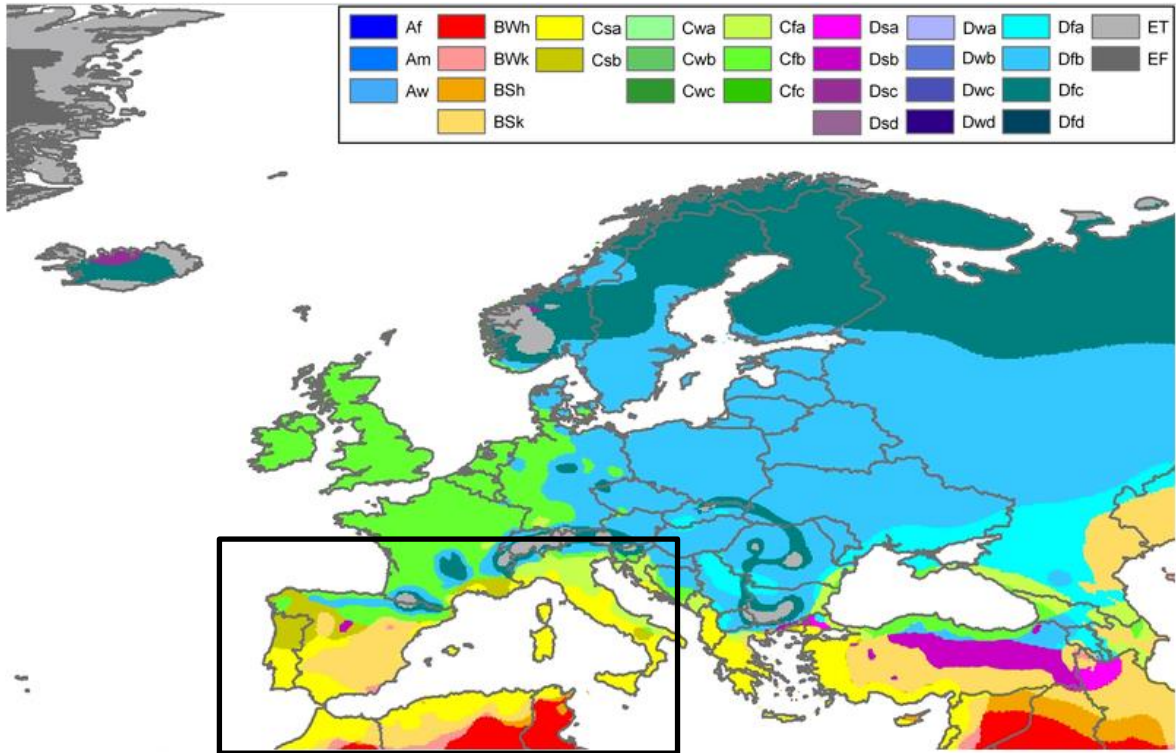 Af BWh Csa Cwa Cfa Dsa Dwa Dfa ET
Am BWk Csb Cwb Cfb Dsb Dwb Dfb EF
Aw BSh Cwc Cfc Dsc Dwc Dfc
BSk Dsd Dwd Dfd